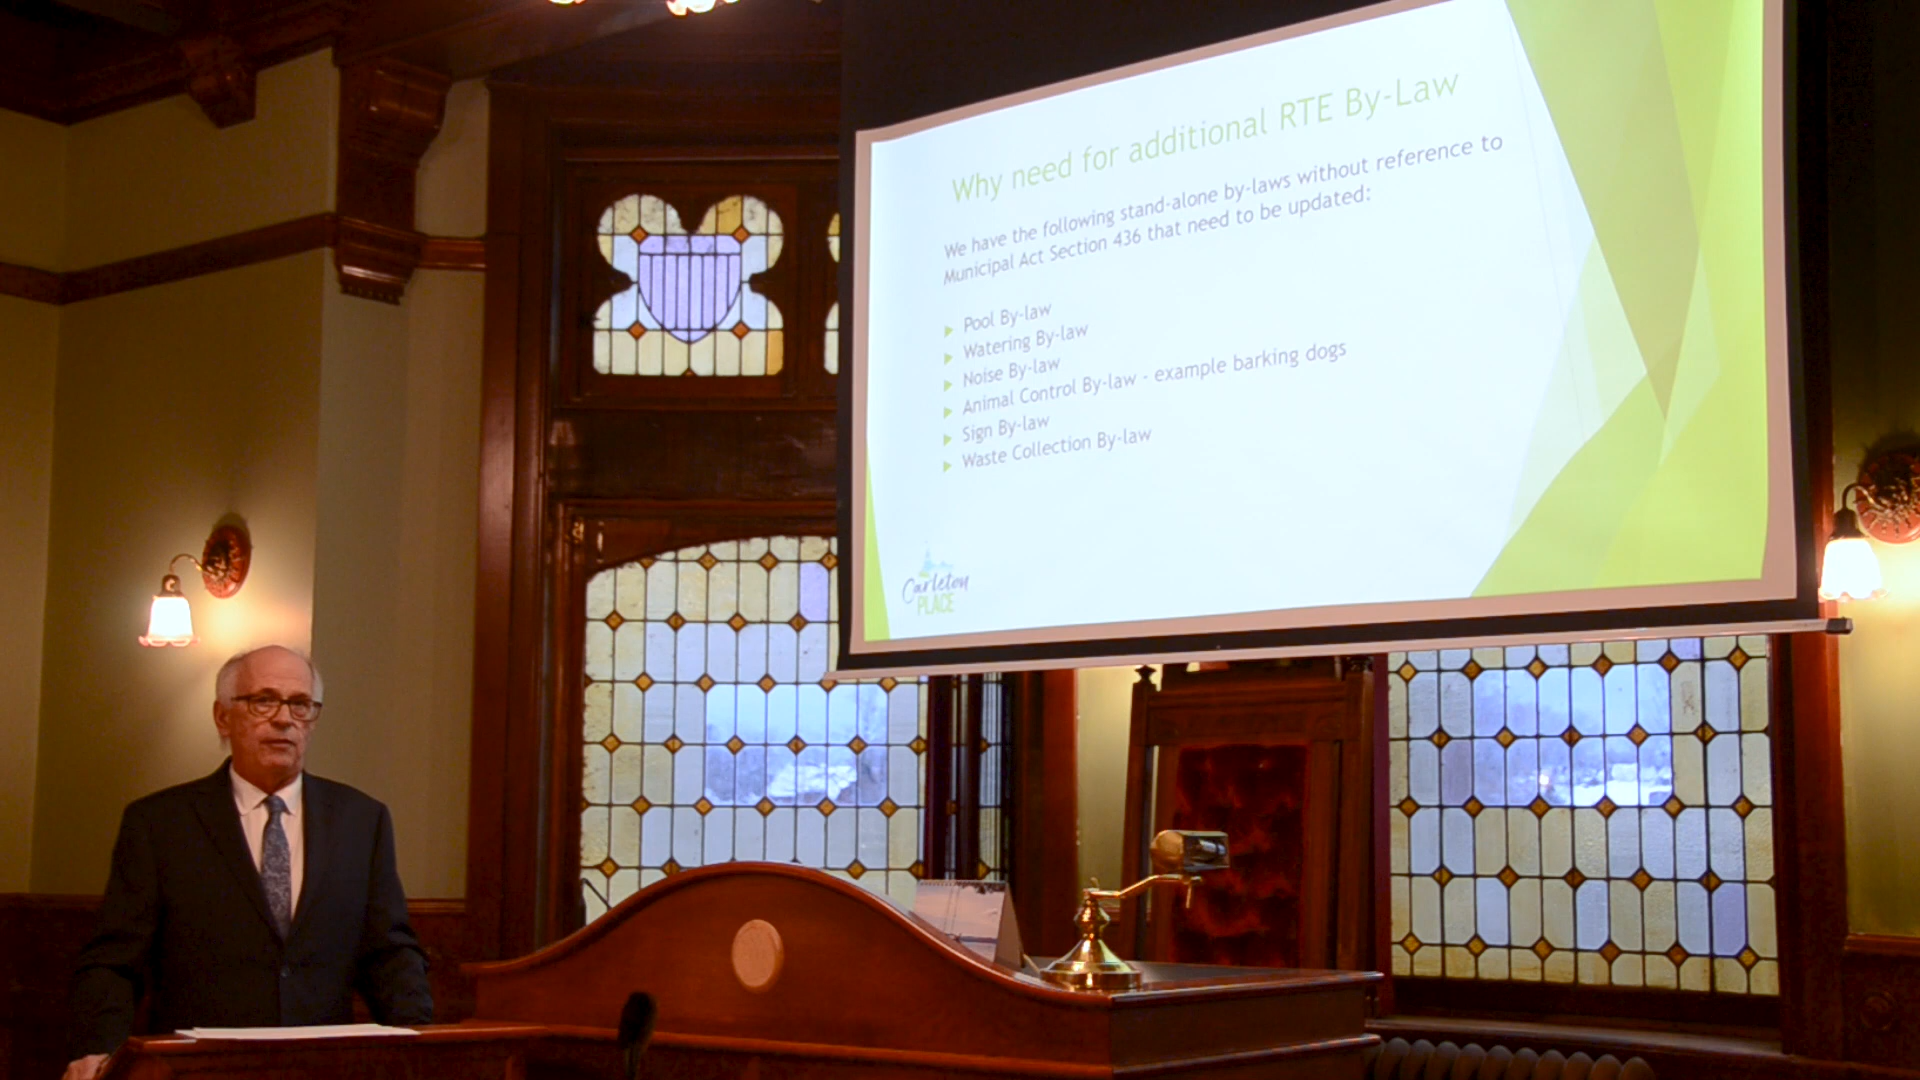 Why need for additional RTE By-Law
We have the following stand-alone by-laws without reference to
Municipal Act Section 436 that need to be updated:
Pool By-law
Watering By-law
Noise By-law
Animal Control By-law - example barking dogs
Sign By-law
Waste Collection By-law
Carleton
PLACE